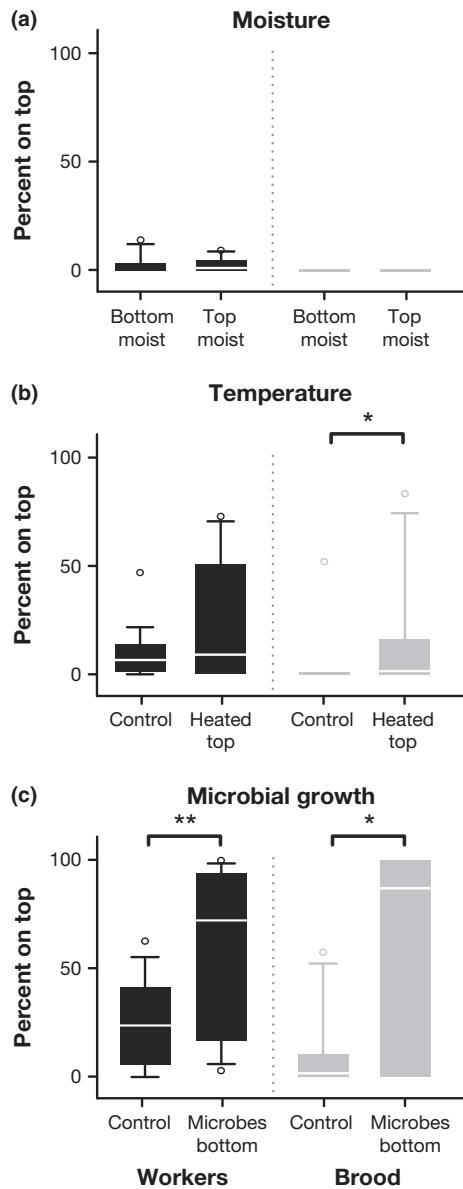 (a) Moisture
Percent on top
100
50
0
Bottom moist Top moist Bottom moist Top moist
(b) Temperature
*
Percent on top
100
50
0
Control Heated top Control Heated top
(c) Microbial growth
** *
Percent on top
100
50
0
Control Microbes bottom Control Microbes bottom
Workers Brood